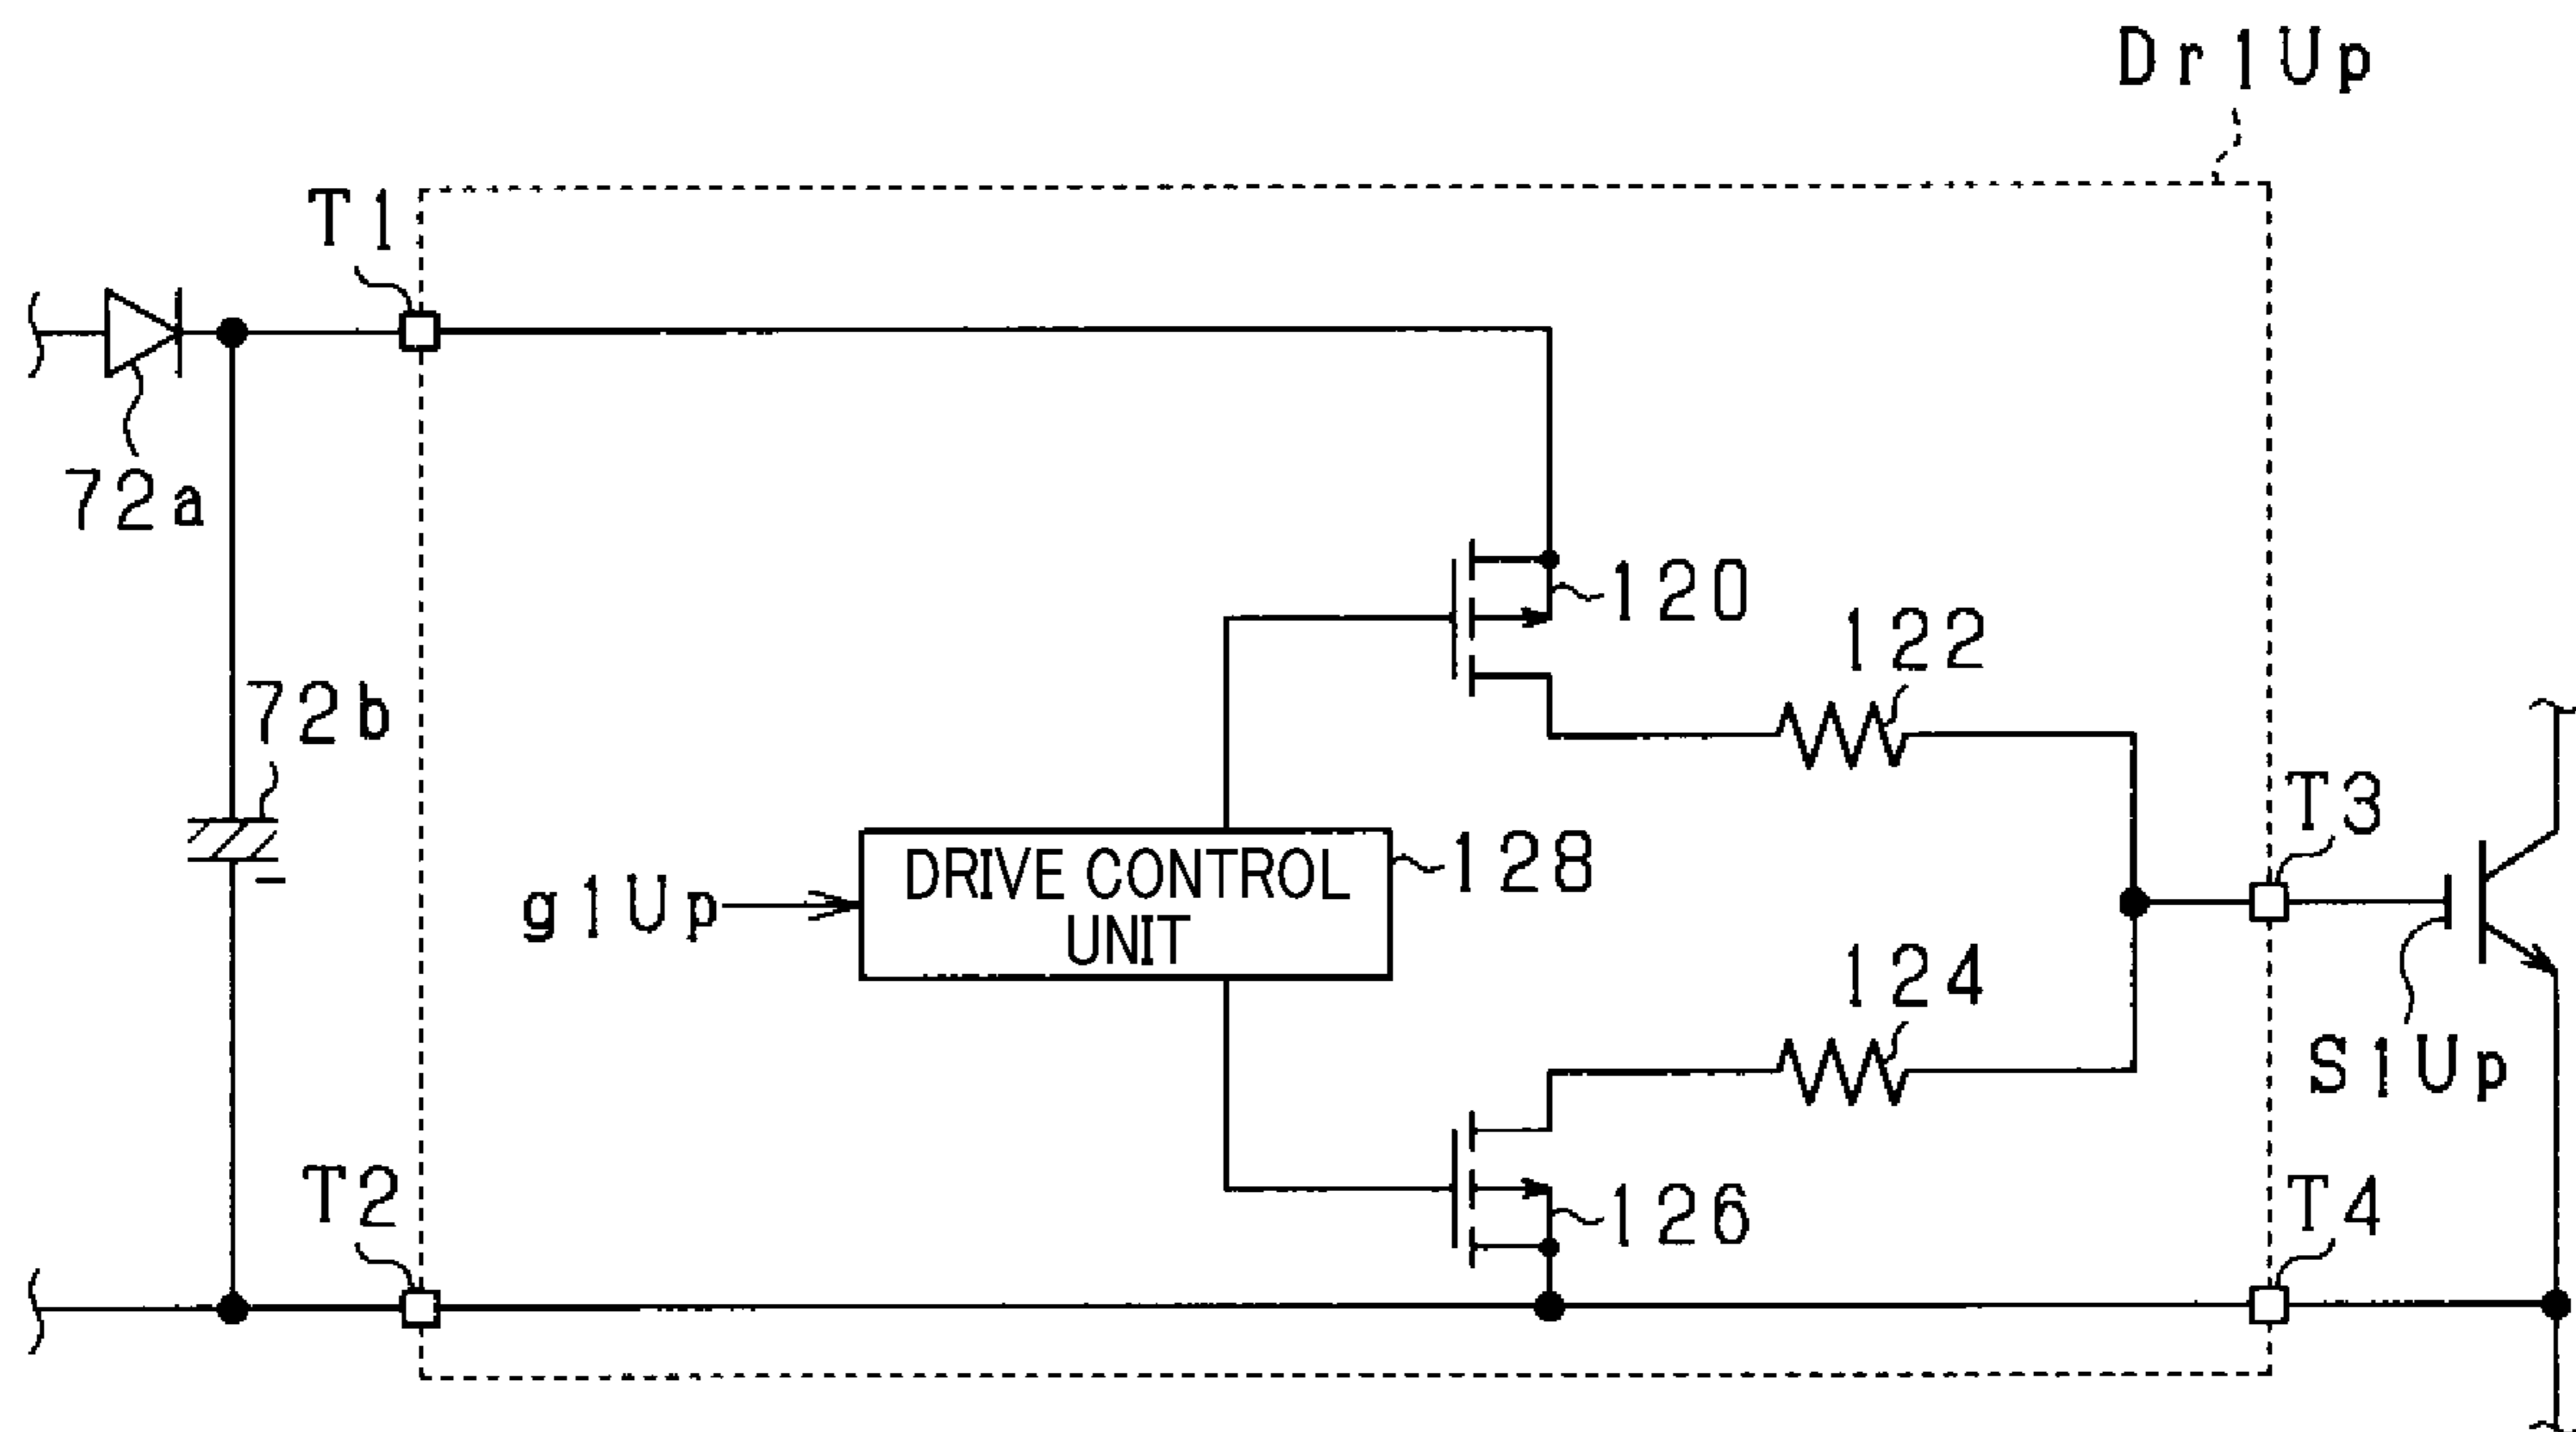 Dr1Up
T1
72a
120
122
72b
T3
DRIVE CONTROL
UNIT
128
g1Up
124
S1Up
T2
126
T4